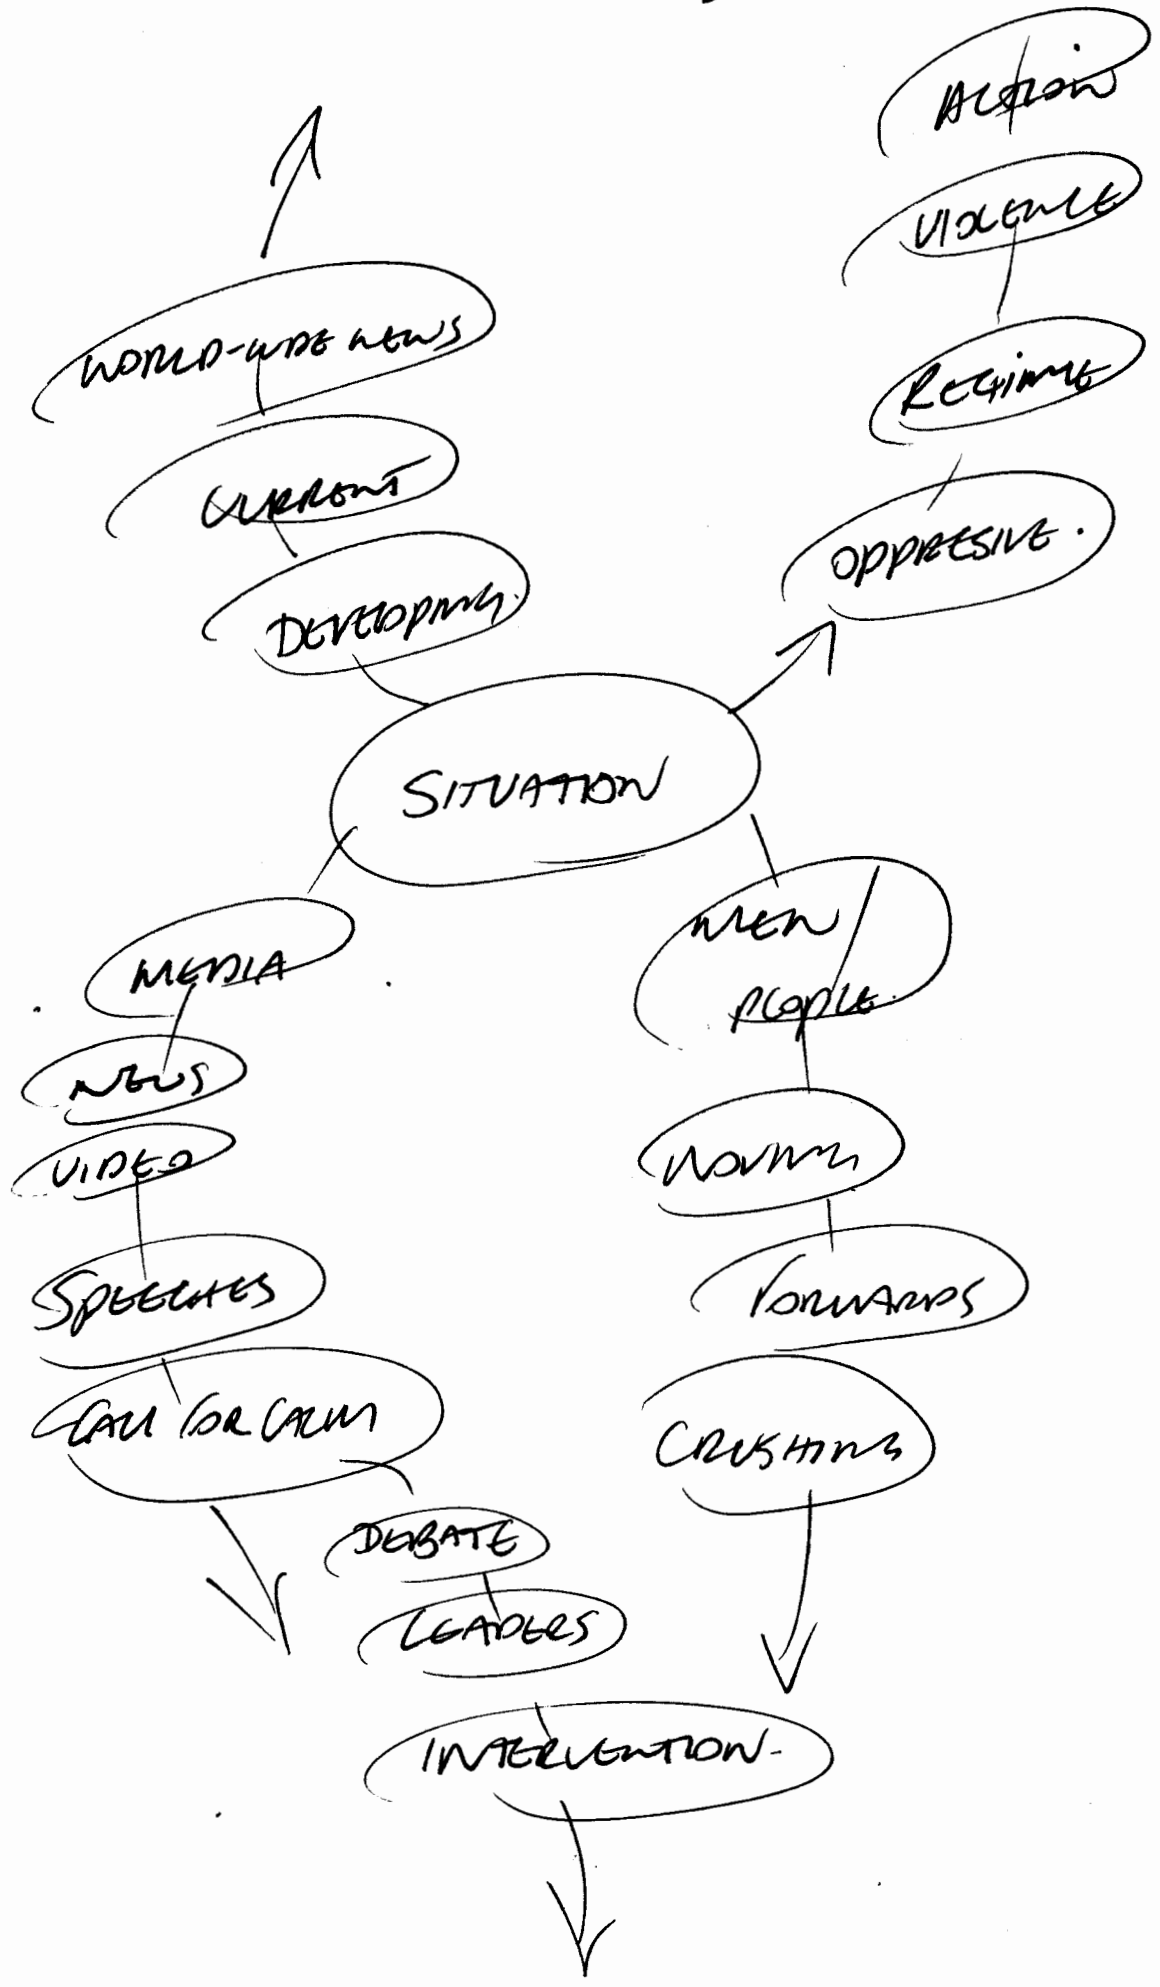 ACTION
VIOLENCE
REGIME
OPPRESIVE.
WORLD-WIDE NEWS
CURRENT
DEVELOPING.
SITUATION
MEDIA
NEWS
VIDEO
SPEECHES
CALL FOR CALM
DEBATE
LEADERS
INTERVENTION-
MEN/
PEOPLE.
MOVING
FORWARDS
CRUSHING